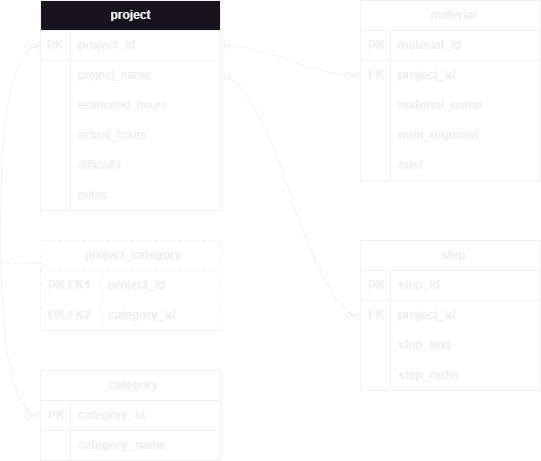 project
PK project_id
project_name
estimated_hours
actual_hours
difficulty
notes
material
PK material_id
FK project_id
material_name
num_required
cost
project_category
PK,FK1 project_id
PK,FK2 category_id
step
PK step_id
FK project_id
step_text
step_order
category
PK category_id
category_name